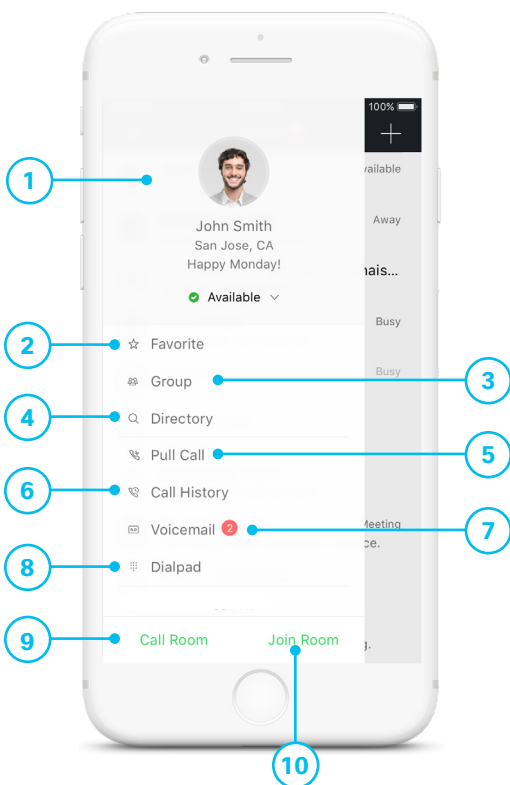 100%
1
vailable
John Smith
Away
San Jose, CA
Happy Monday!
nais...
Available
Busy
2
Favorite
Busy
3
Group
4
Directory
5
Pull Call
6
Call History
7
Voicemail 2
Meeting
ce.
8
Dialpad
9
Call Room
Join Room
g.
10